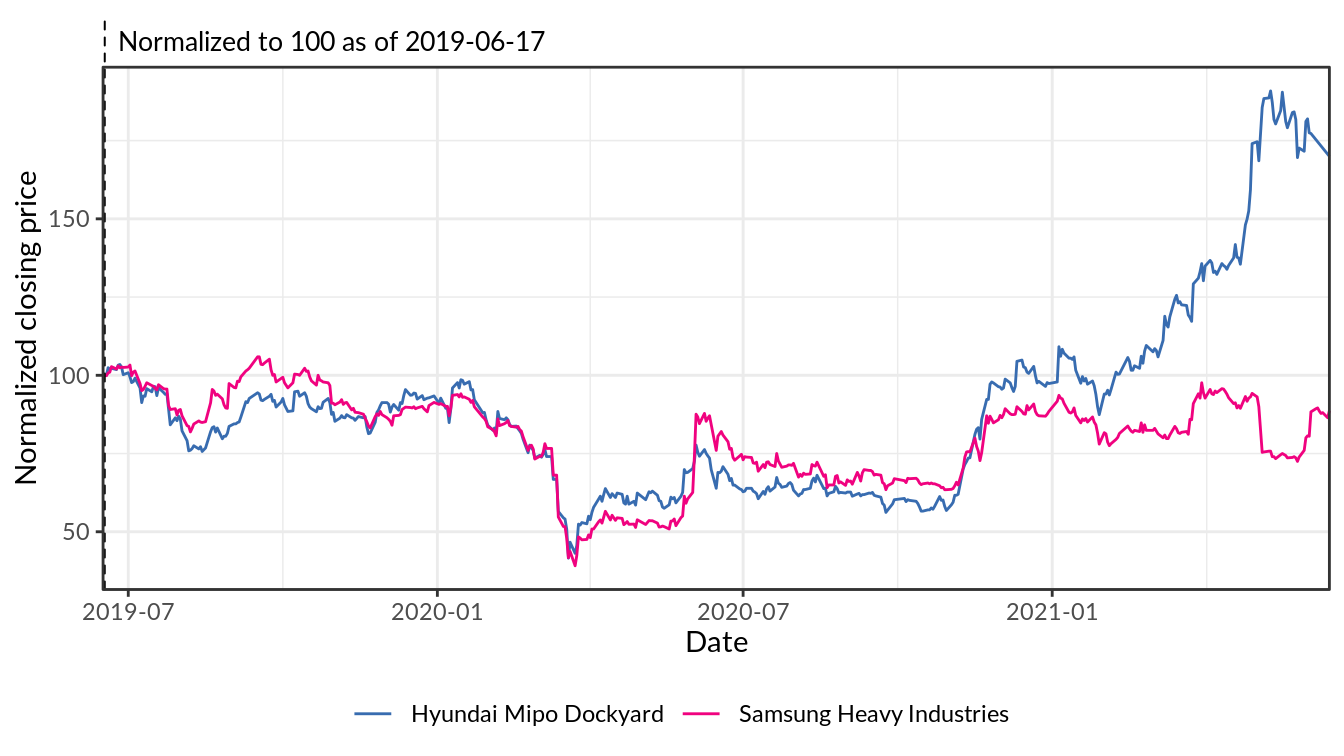 Normalized to 100 as of 2019-06-17
Normalized closing price
150
100
50
2019-07
2020-01
2020-07
2021-01
Date
Hyundai Mipo Dockyard
Samsung Heavy Industries